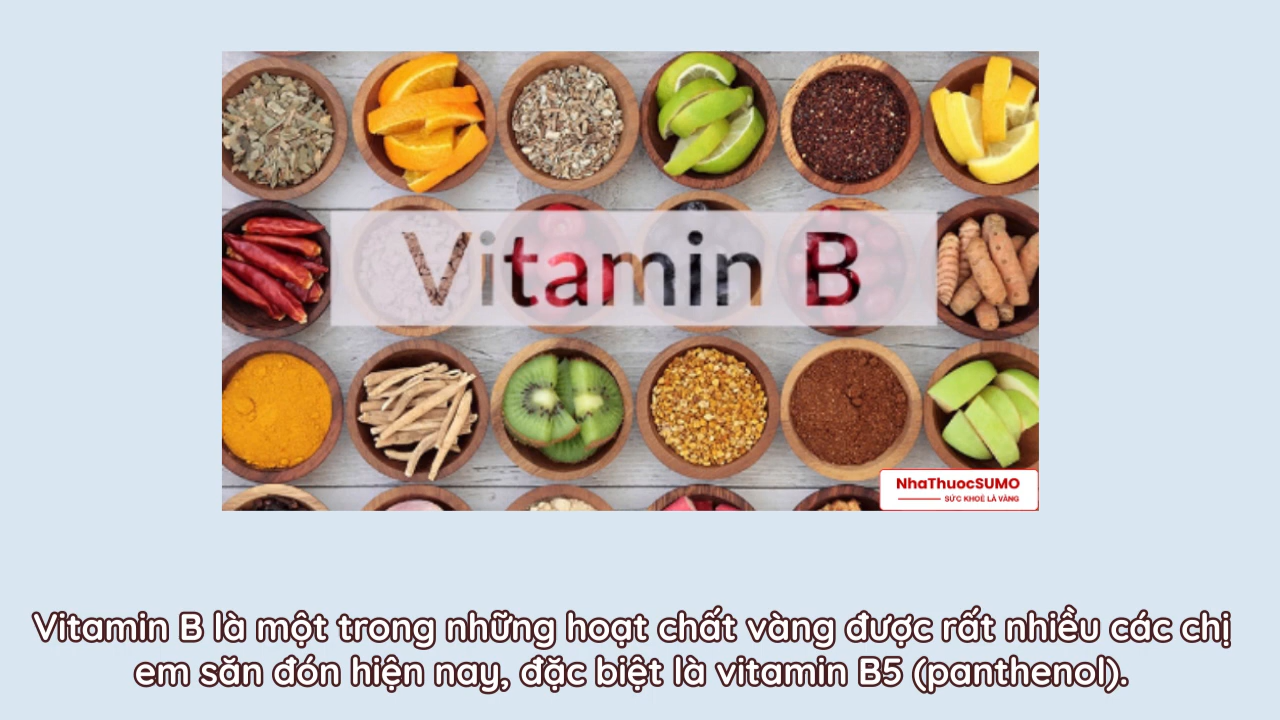 Vitamin B
NhaThuocSUMO
SỨC KHOẺ LÀ VÀNG
Vitamin B là một trong những hoạt chất vàng được rất nhiều các chị
em săn đón hiện nay, đặc biệt là vitamin B5 (panthenol).